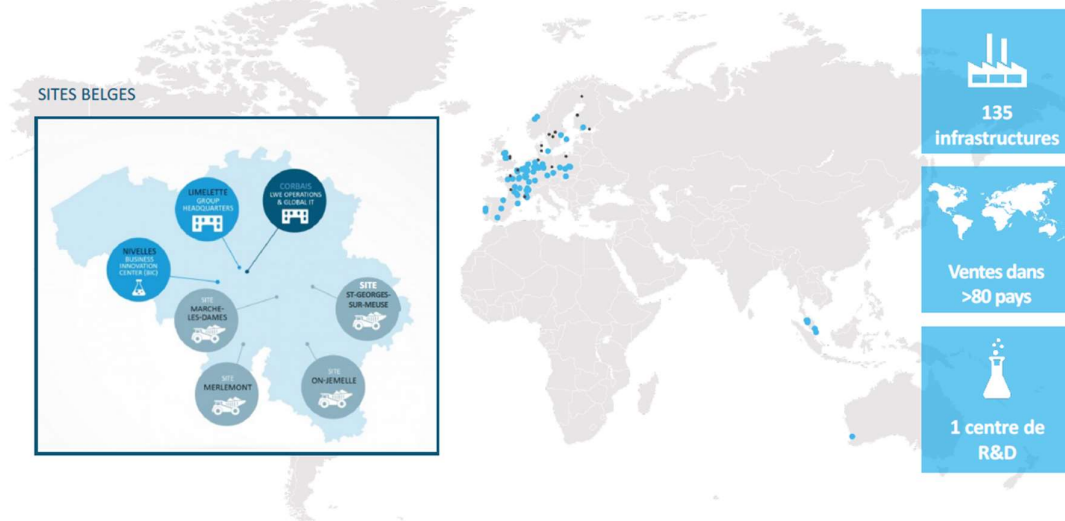 SITES BELGES
LIMELETTE
GROUP
HEADQUARTERS
CORBAIS
LWE OPERATIONS
& GLOBAL IT
NIVELLES
BUSINESS
INNOVATION
CENTER (BIC)
SITE
MARCHE-
LES-DAMES
SITE
ST-GEORGES-
SUR-MEUSE
SITE
MERLEMONT
SITE
ON-JEMELLE
135
infrastructures
Ventes dans
>80 pays
1 centre de
R&D